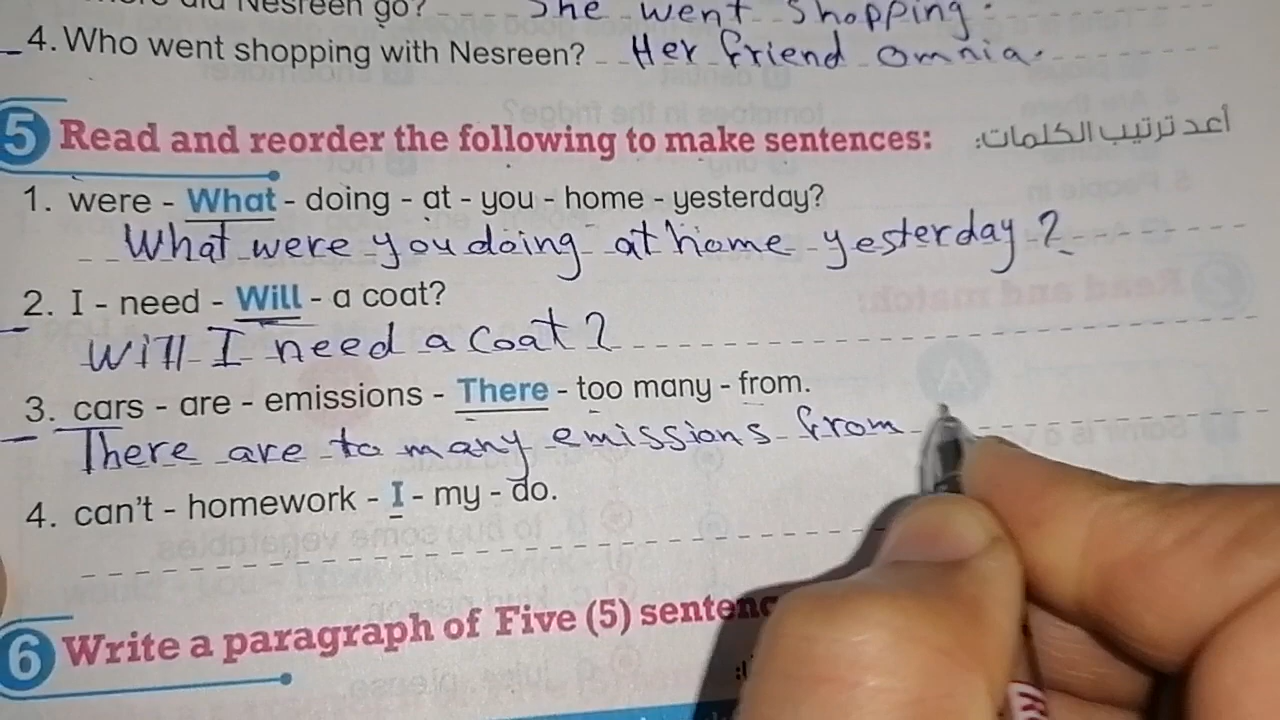 Nesreen go? She went shopping.
4. Who went shopping with Nesreen? Her friend omnia.
5 Read and reorder the following to make sentences: أعد ترتيب الكلمات:
1. were - What - doing - at - you - home - yesterday?
What were you doing at home yesterday?
2. I - need - Will - a coat?
Will I need a coat?
3. cars - are - emissions - There - too many - from.
There are to many emissions from
4. can't - homework - I - my - do.
6 Write a paragraph of Five (5) sentenc